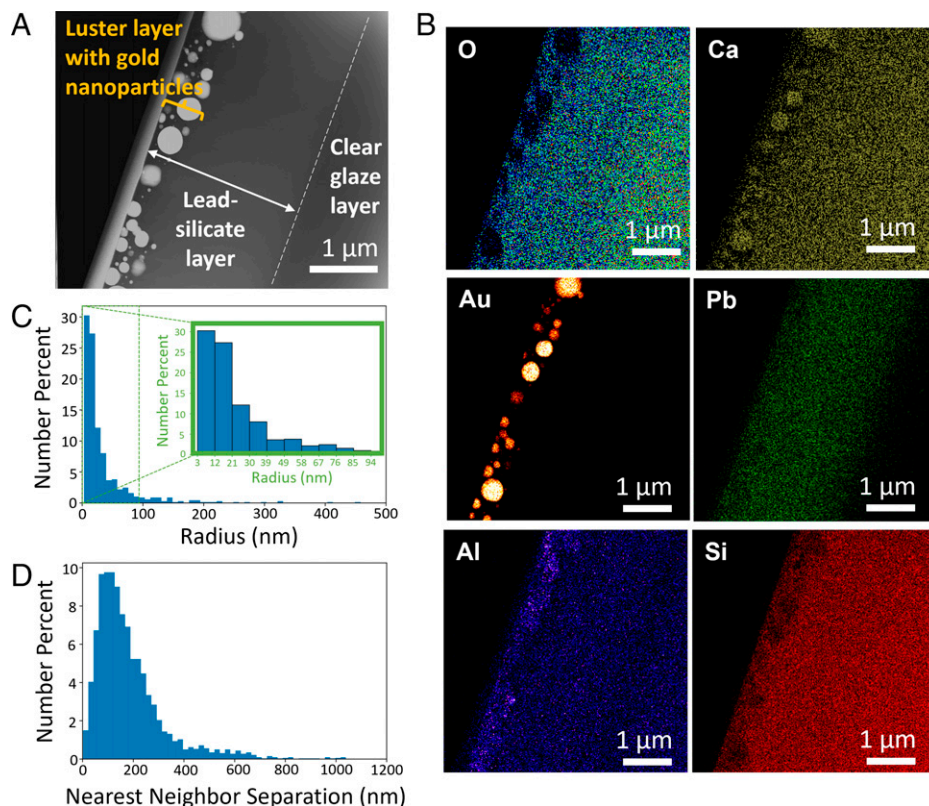 A
Luster layer
with gold
nanoparticles
Clear
glaze
layer
Lead-
silicate
layer
1 µm
B
O
1 µm
Ca
1 µm
Au
1 µm
Pb
1 µm
Al
1 µm
Si
1 µm
C
Number Percent
30
25
20
15
10
5
0
0 100 200 300 400 500
Radius (nm)
Number Percent
30
25
20
15
10
5
0
3 12 21 30 39 49 58 67 76 85 94
Radius (nm)
D
Number Percent
10
8
6
4
2
0
0 200 400 600 800 1000 1200
Nearest Neighbor Separation (nm)